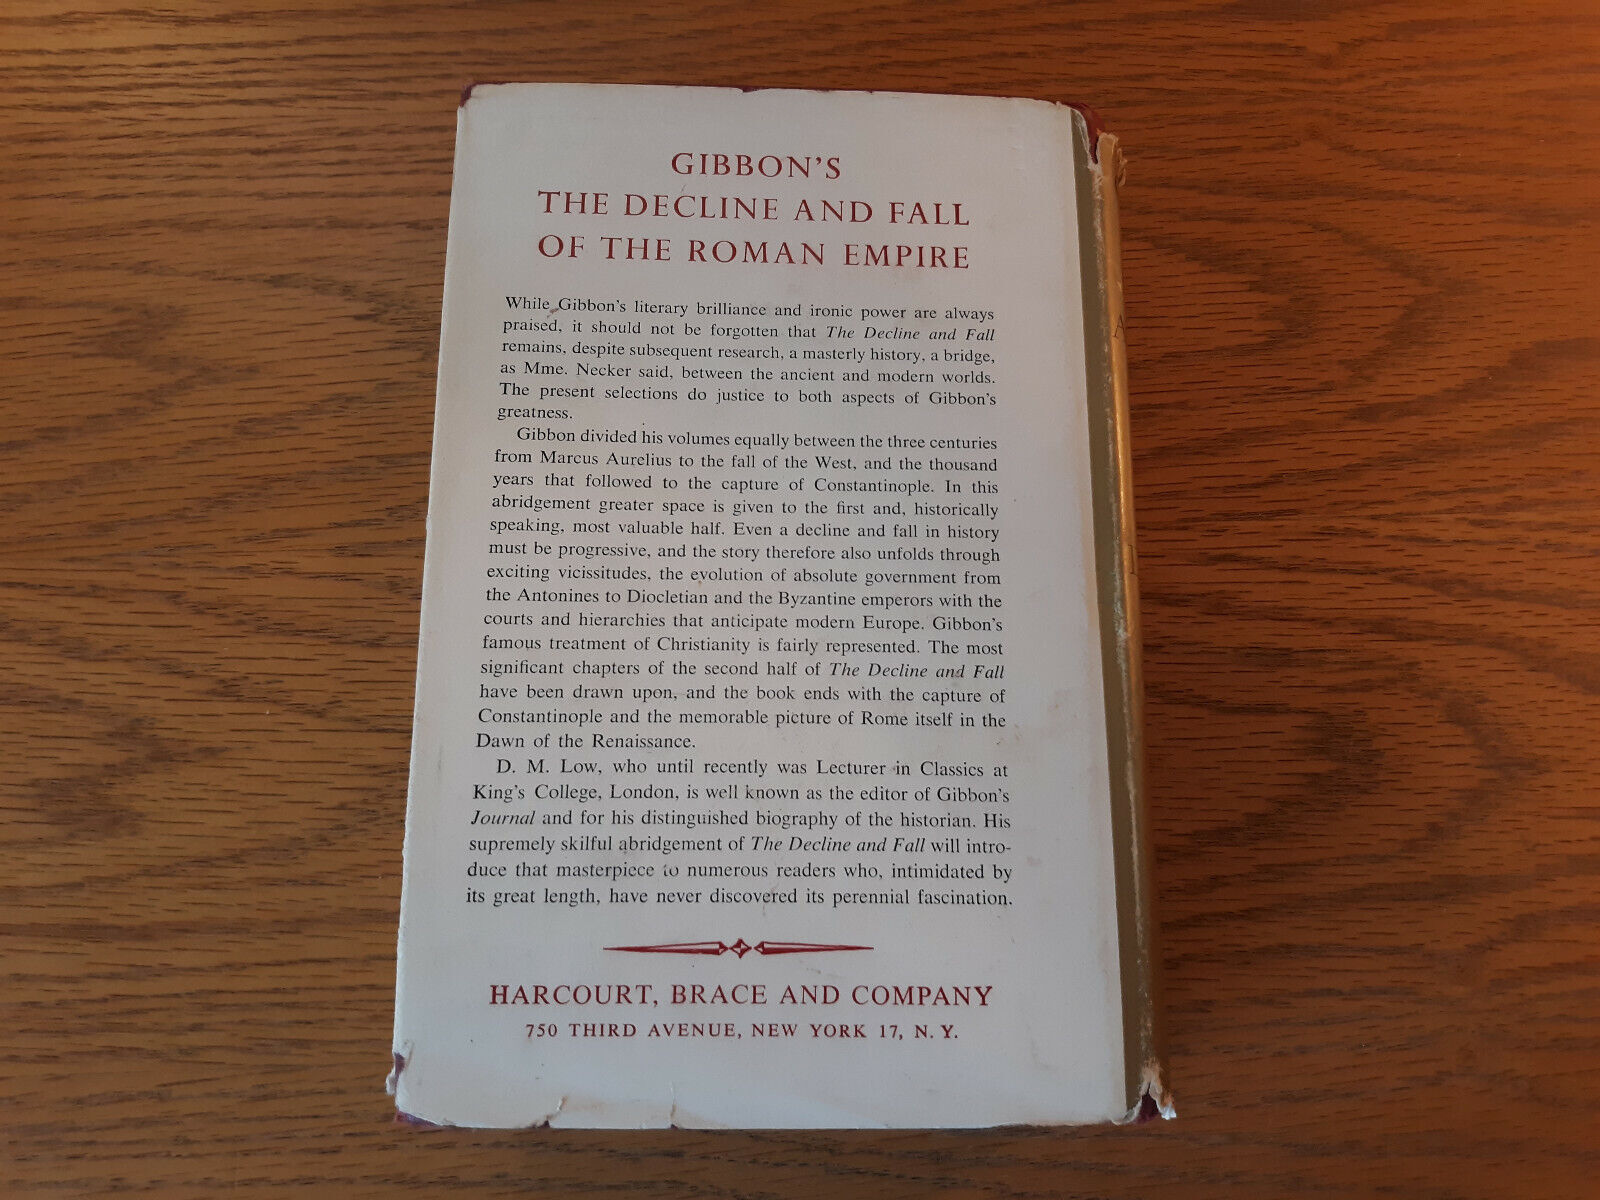 GIBBON'S
THE DECLINE AND FALL
OF THE ROMAN EMPIRE
While Gibbon's literary brilliance and ironic power are always
praised, it should not be forgotten that The Decline and Fall
remains, despite subsequent research, a masterly history, a bridge,
as Mme. Necker said, between the ancient and modern worlds.
The present selections do justice to both aspects of Gibbon's
greatness.
Gibbon divided his volumes equally between the three centuries
from Marcus Aurelius to the fall of the West, and the thousand
years that followed to the capture of Constantinople. In this
abridgement greater space is given to the first and, historically
speaking, most valuable half. Even a decline and fall in history
must be progressive, and the story therefore also unfolds through
exciting vicissitudes, the evolution of absolute government from
the Antonines to Diocletian and the Byzantine emperors with the
courts and hierarchies that anticipate modern Europe. Gibbon's
famous treatment of Christianity is fairly represented. The most
significant chapters of the second half of The Decline and Fall
have been drawn upon, and the book ends with the capture of
Constantinople and the memorable picture of Rome itself in the
Dawn of the Renaissance.
D. M. Low, who until recently was Lecturer in Classics at
King's College, London, is well known as the editor of Gibbon's
Journal and for his distinguished biography of the historian. His
supremely skilful abridgement of The Decline and Fall will intro-
duce that masterpiece to numerous readers who, intimidated by
its great length, have never discovered its perennial fascination.
HARCOURT, BRACE AND COMPANY
750 THIRD AVENUE, NEW YORK 17, N. Y.